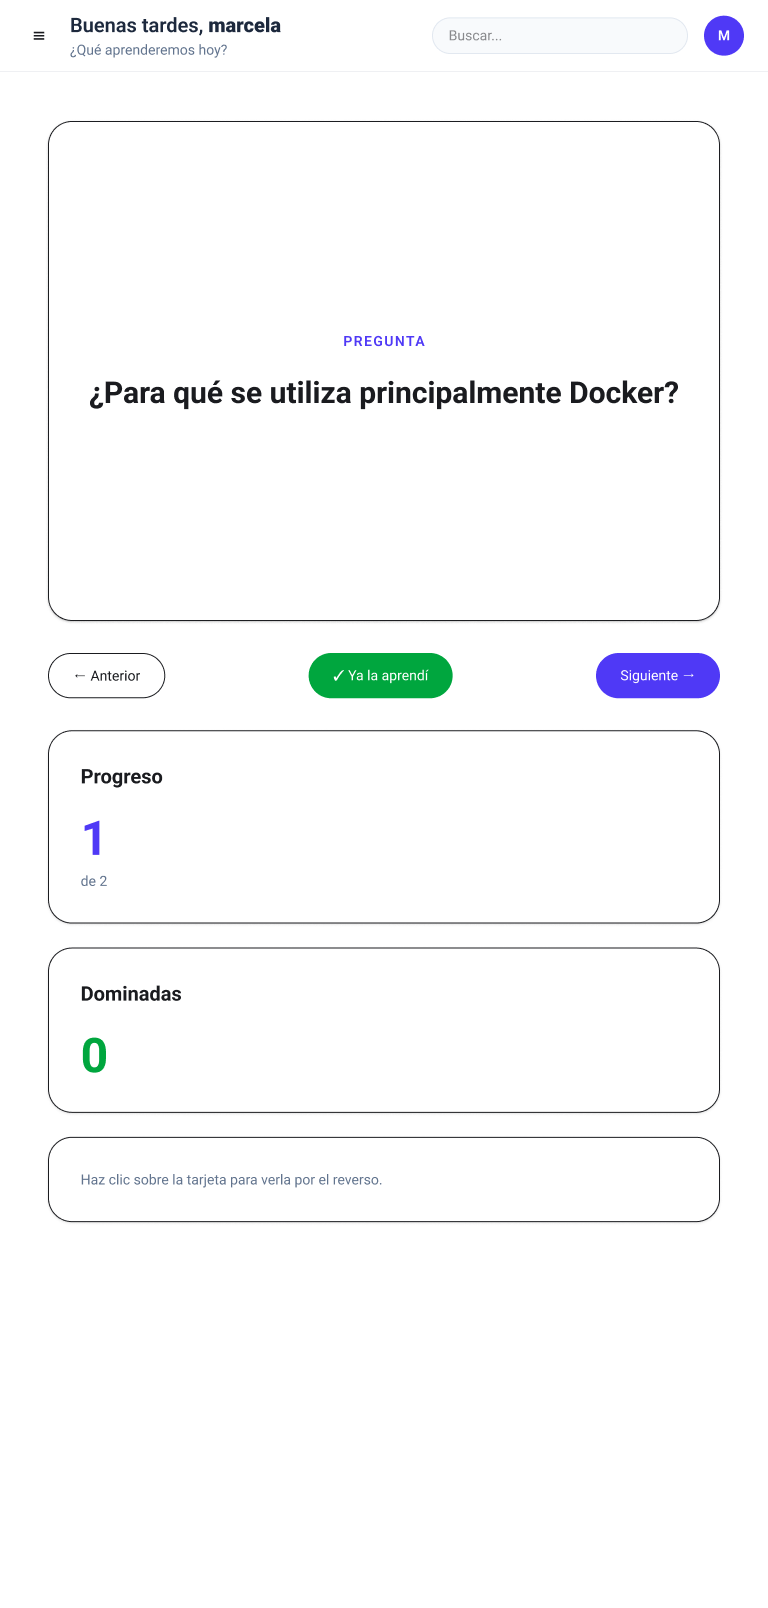 ≡
Buenas tardes, marcela
¿Qué aprenderemos hoy?
Buscar...
M
PREGUNTA
¿Para qué se utiliza principalmente Docker?
← Anterior
✓ Ya la aprendí
Siguiente →
Progreso
1
de 2
Dominadas
0
Haz clic sobre la tarjeta para verla por el reverso.